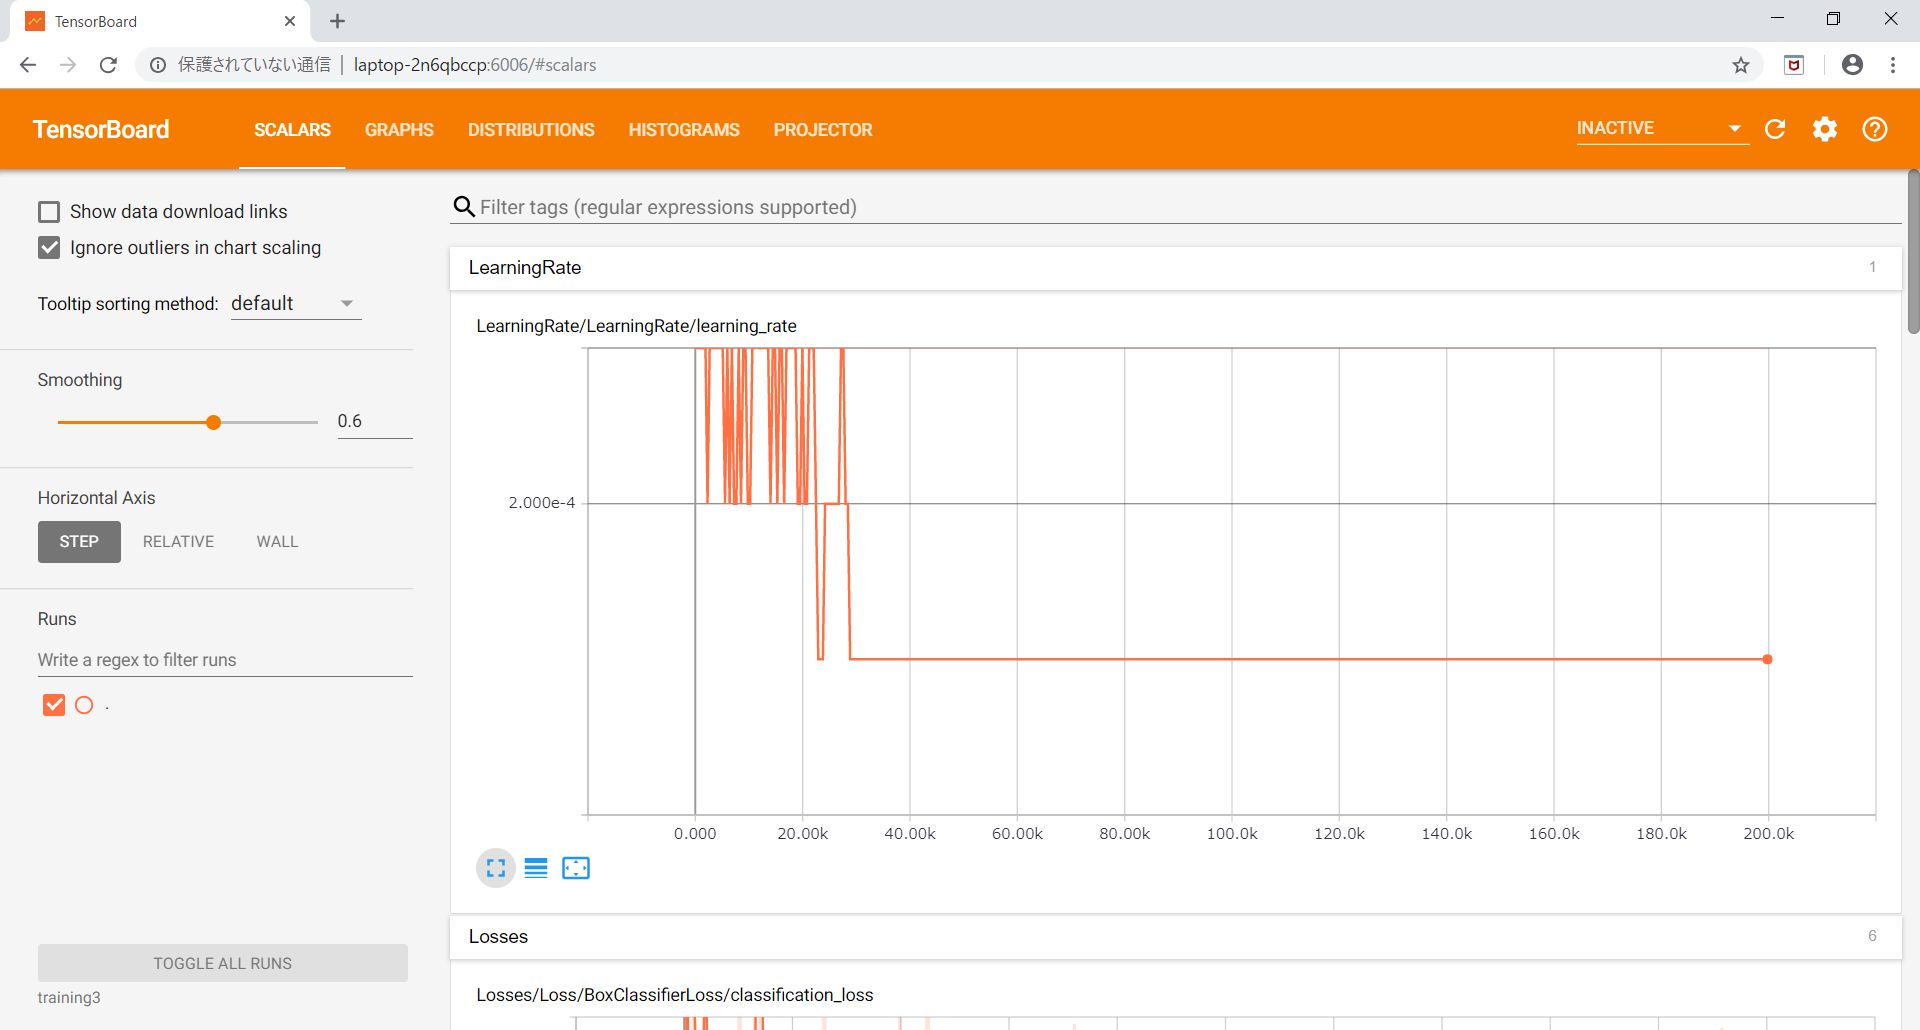 TensorBoard
保護されていない通信 | laptop-2n6qbccp:6006/#scalars
TensorBoard SCALARS GRAPHS DISTRIBUTIONS HISTOGRAMS PROJECTOR INACTIVE
Show data download links
Ignore outliers in chart scaling
Tooltip sorting method: default
Smoothing
0.6
Horizontal Axis
STEP RELATIVE WALL
Runs
Write a regex to filter runs
.
TOGGLE ALL RUNS
training3
Filter tags (regular expressions supported)
LearningRate 1
LearningRate/LearningRate/learning_rate
2.000e-4
0.000 20.00k 40.00k 60.00k 80.00k 100.0k 120.0k 140.0k 160.0k 180.0k 200.0k
Losses 6
Losses/Loss/BoxClassifierLoss/classification_loss